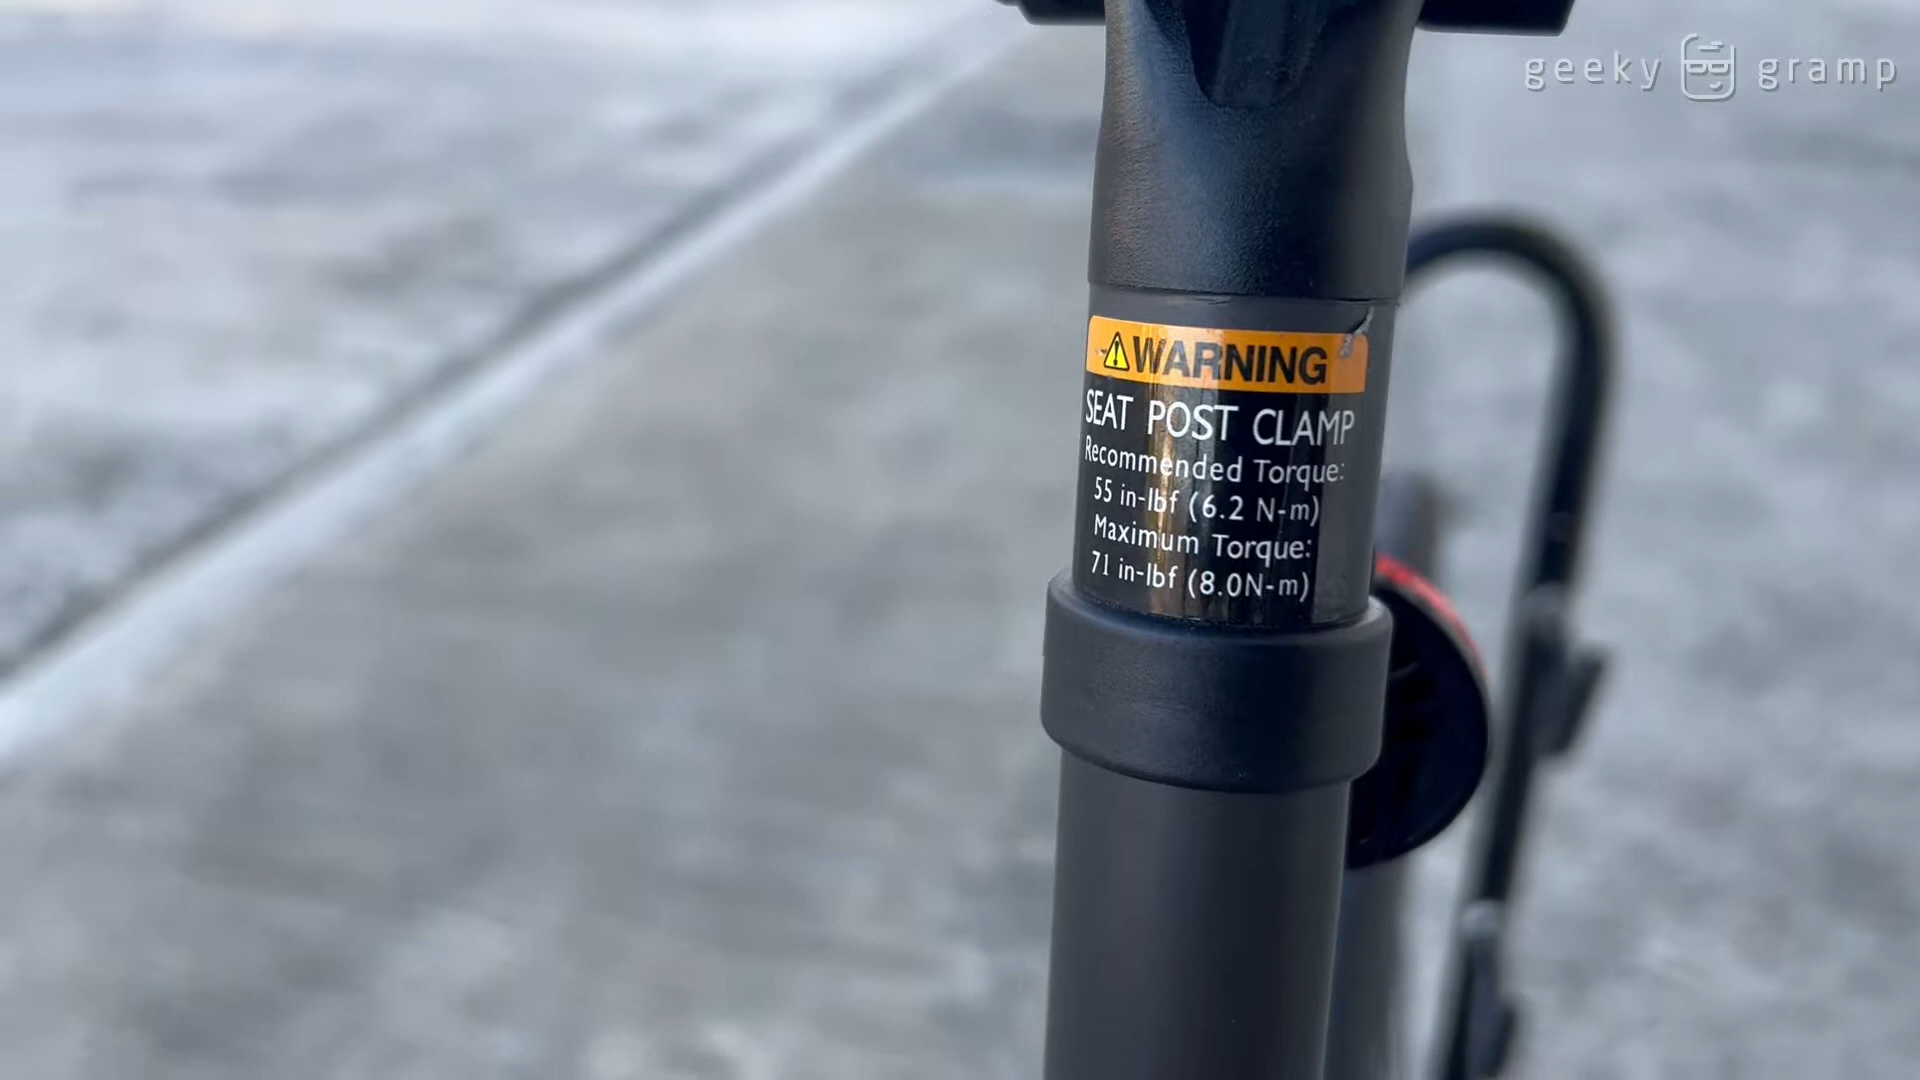 geeky gramp
WARNING
SEAT POST CLAMP
Recommended Torque:
55 in-lbf (6.2 N-m)
Maximum Torque:
71 in-lbf (8.0N-m)